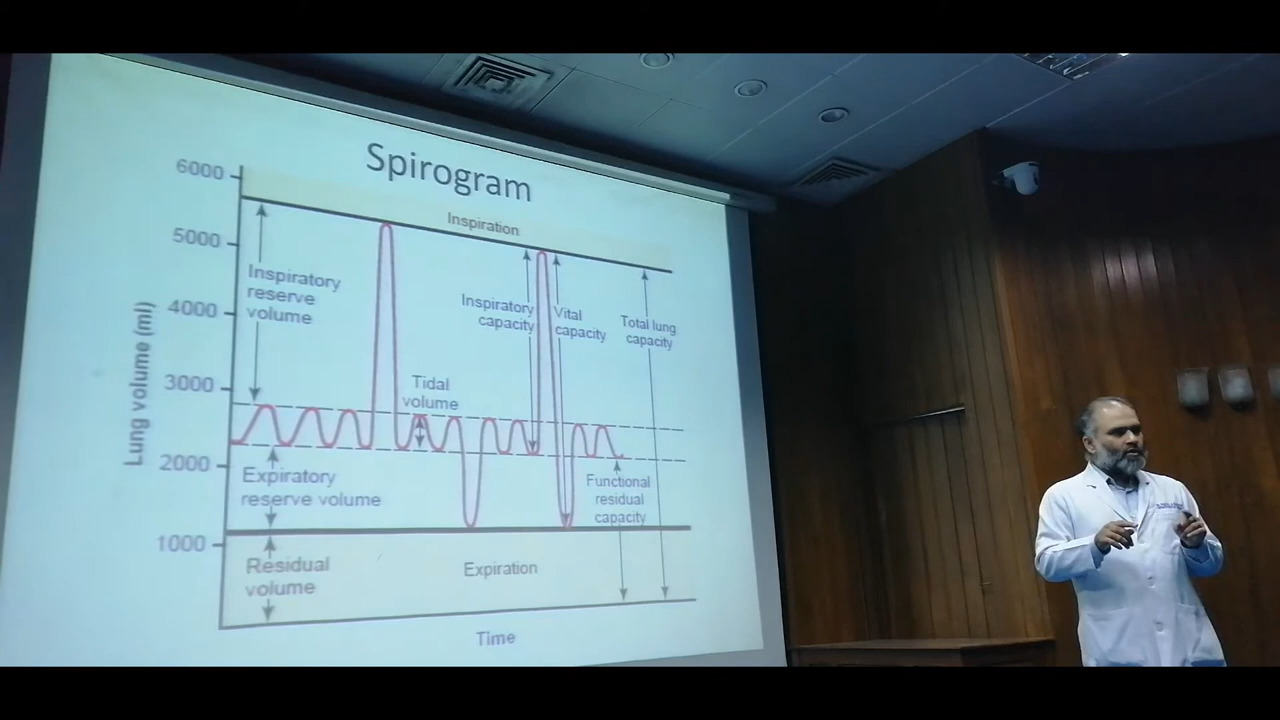 Spirogram
6000
5000
4000
3000
2000
1000
Lung volume (ml)
Inspiration
Inspiratory
reserve
volume
Inspiratory
capacity
Vital
capacity
Total lung
capacity
Tidal
volume
Expiratory
reserve volume
Functional
residual
capacity
Residual
volume
Expiration
Time